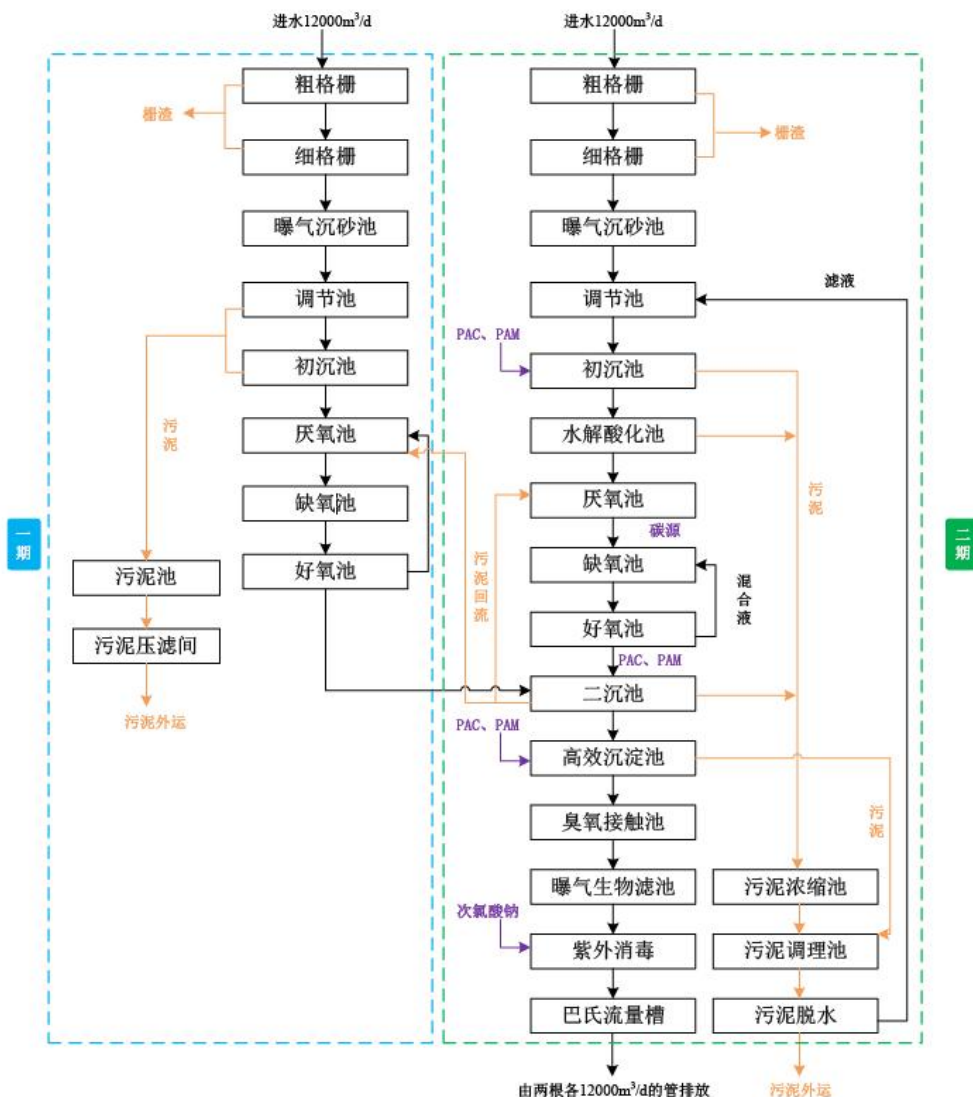 进水12000m³/d
进水12000m³/d
粗格栅
粗格栅
栅渣
栅渣
细格栅
细格栅
曝气沉砂池
曝气沉砂池
滤液
调节池
调节池
PAC、PAM
初沉池
初沉池
污泥
厌氧池
水解酸化池
缺氧池
厌氧池
污泥
碳源
一期
二期
污泥池
好氧池
污泥回流
缺氧池
混合液
污泥压滤间
好氧池
PAC、PAM
二沉池
污泥外运
PAC、PAM
高效沉淀池
污泥
臭氧接触池
曝气生物滤池
污泥浓缩池
次氯酸钠
紫外消毒
污泥调理池
巴氏流量槽
污泥脱水
由两根各12000m³/d的管排放
污泥外运